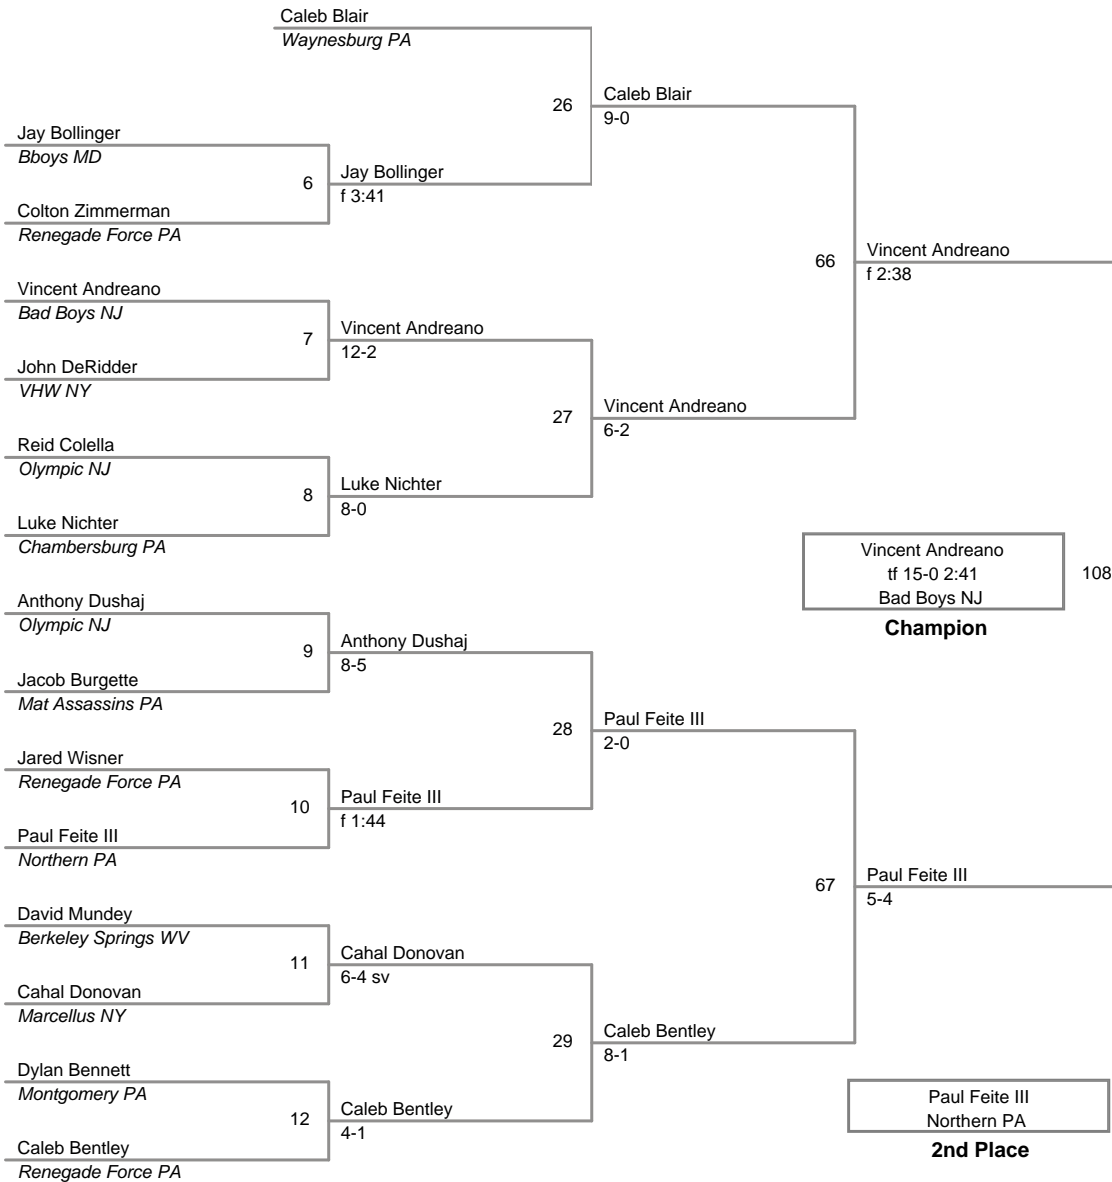 Caleb Blair
Waynesburg PA
26
Caleb Blair
9-0
Jay Bollinger
Bboys MD
6
Jay Bollinger
f 3:41
Colton Zimmerman
Renegade Force PA
66
Vincent Andreano
f 2:38
Vincent Andreano
Bad Boys NJ
7
Vincent Andreano
12-2
John DeRidder
VHW NY
27
Vincent Andreano
6-2
Reid Colella
Olympic NJ
8
Luke Nichter
8-0
Luke Nichter
Chambersburg PA
Vincent Andreano
tf 15-0 2:41
Bad Boys NJ
108
Champion
Anthony Dushaj
Olympic NJ
9
Anthony Dushaj
8-5
Jacob Burgette
Mat Assassins PA
28
Paul Feite III
2-0
Jared Wisner
Renegade Force PA
10
Paul Feite III
f 1:44
Paul Feite III
Northern PA
67
Paul Feite III
5-4
David Mundey
Berkeley Springs WV
11
Cahal Donovan
6-4 sv
Cahal Donovan
Marcellus NY
29
Caleb Bentley
8-1
Dylan Bennett
Montgomery PA
12
Caleb Bentley
4-1
Caleb Bentley
Renegade Force PA
Paul Feite III
Northern PA
2nd Place